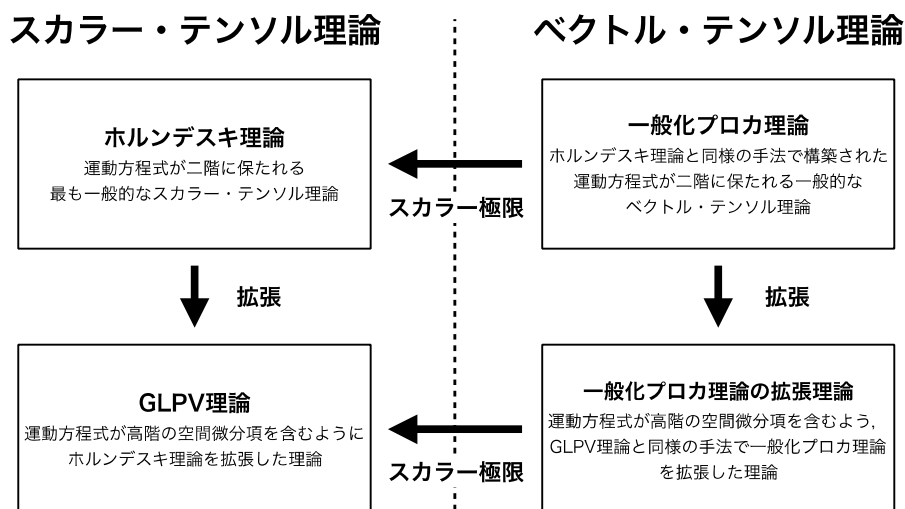 スカラー・テンソル理論
ベクトル・テンソル理論
ホルンデスキ理論
運動方程式が二階に保たれる
最も一般的なスカラー・テンソル理論
スカラー極限
一般化プロカ理論
ホルンデスキ理論と同様の手法で構築された
運動方程式が二階に保たれる一般的な
ベクトル・テンソル理論
拡張
拡張
GLPV理論
運動方程式が高階の空間微分項を含むように
ホルンデスキ理論を拡張した理論
スカラー極限
一般化プロカ理論の拡張理論
運動方程式が高階の空間微分項を含むよう,
GLPV理論と同様の手法で一般化プロカ理論
を拡張した理論